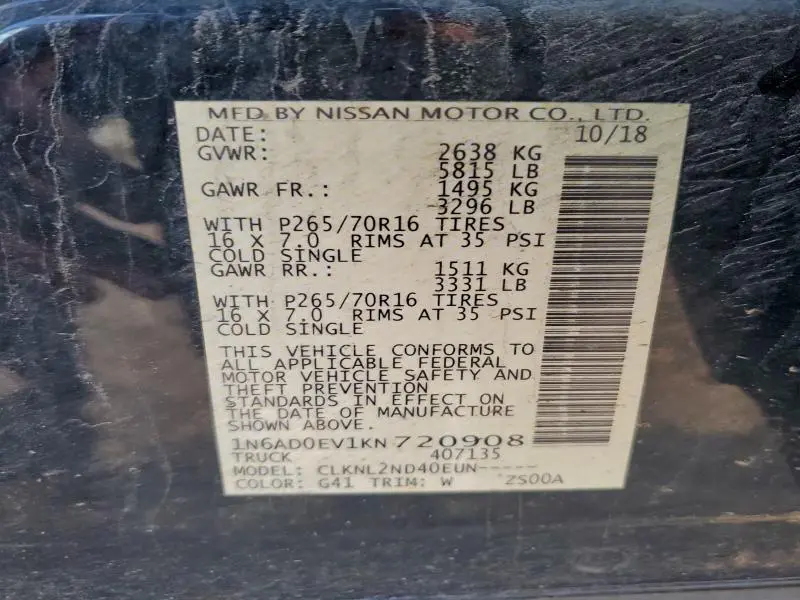 MFD BY NISSAN MOTOR CO., LTD.
DATE: 10/18
GVWR: 2638 KG
5815 LB
GAWR FR.: 1495 KG
3296 LB
WITH P265/70R16 TIRES
16 X 7.0 RIMS AT 35 PSI
COLD SINGLE
GAWR RR.: 1511 KG
3331 LB
WITH P265/70R16 TIRES
16 X 7.0 RIMS AT 35 PSI
COLD SINGLE
THIS VEHICLE CONFORMS TO
ALL APPLICABLE FEDERAL
MOTOR VEHICLE SAFETY AND
THEFT PREVENTION
STANDARDS IN EFFECT ON
THE DATE OF MANUFACTURE
SHOWN ABOVE.
1N6AD0EV1KN720908
TRUCK 407135
MODEL: CLKNL2ND40EUN-----
COLOR: G41 TRIM: W ZS00A